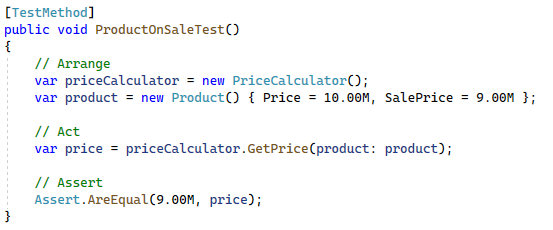 [TestMethod]
public void ProductOnSaleTest()
{
    // Arrange
    var priceCalculator = new PriceCalculator();
    var product = new Product() { Price = 10.00M, SalePrice = 9.00M };

    // Act
    var price = priceCalculator.GetPrice(product: product);

    // Assert
    Assert.AreEqual(9.00M, price);
}